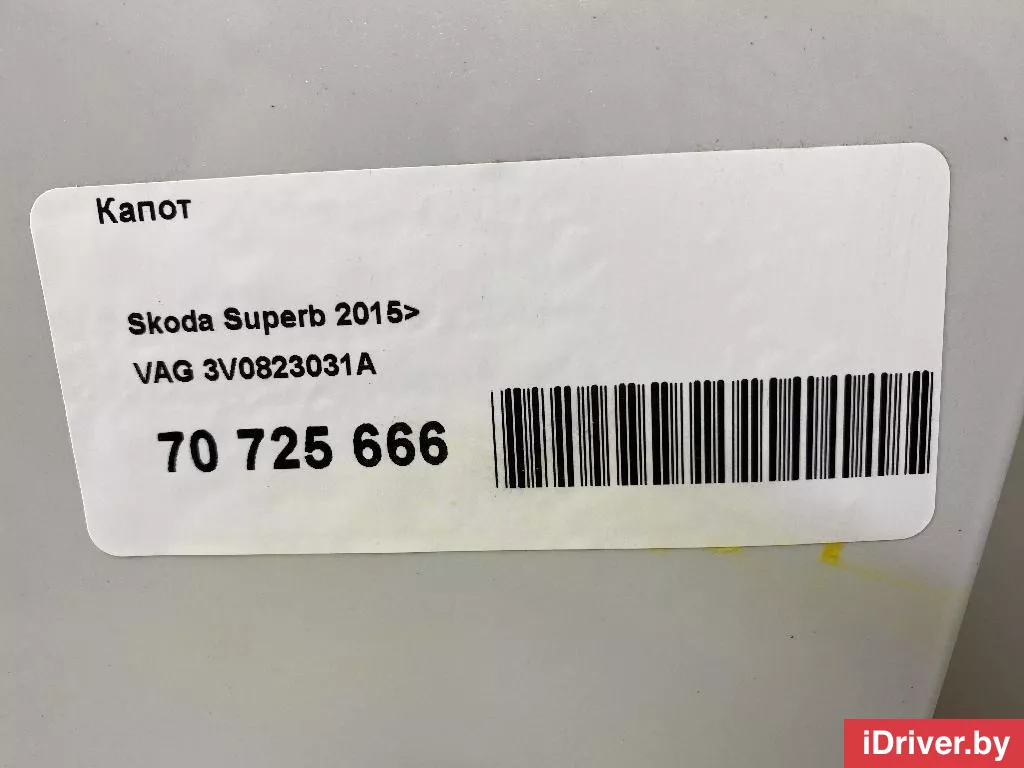 Капот
Skoda Superb 2015>
VAG 3V0823031A
70 725 666
iDriver.by